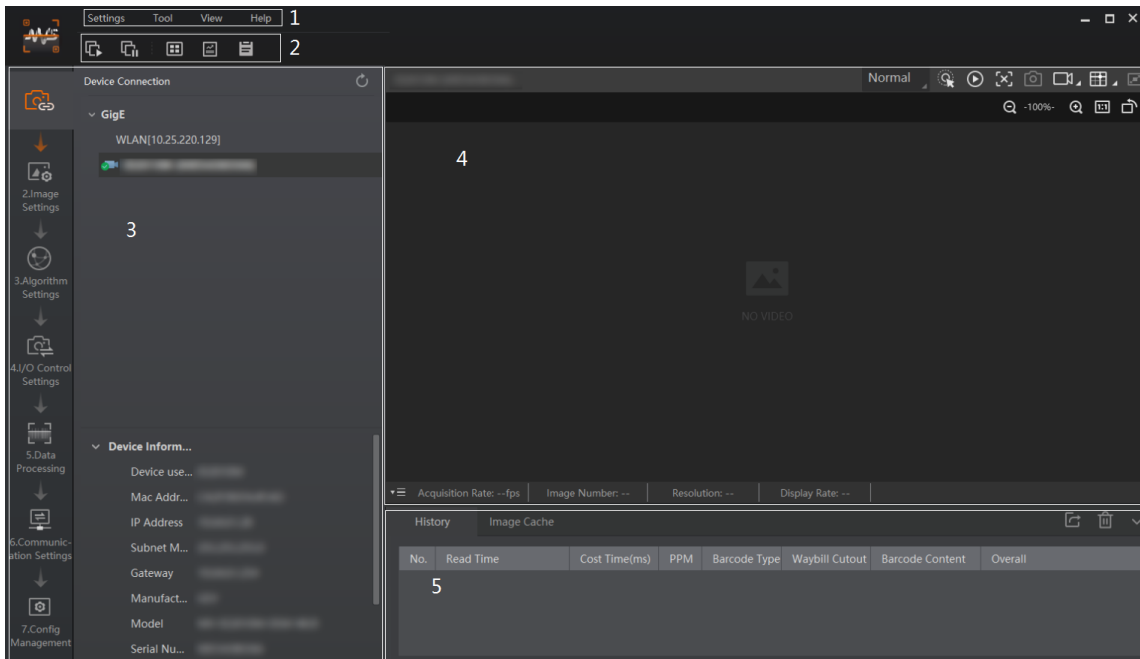 Settings Tool View Help 1
2
Device Connection
GigE
WLAN[10.25.220.129]
3
2.Image
Settings
3.Algorithm
Settings
4.I/O Control
Settings
5.Data
Processing
6.Communic-
ation Settings
7.Config
Management
Device Inform...
Device use...
Mac Addr...
IP Address
Subnet M...
Gateway
Manufact...
Model
Serial Nu...
Normal
-100%-
1:1
4
NO VIDEO
Acquisition Rate: --fps Image Number: -- Resolution: -- Display Rate: --
History Image Cache
No. Read Time Cost Time(ms) PPM Barcode Type Waybill Cutout Barcode Content Overall
5